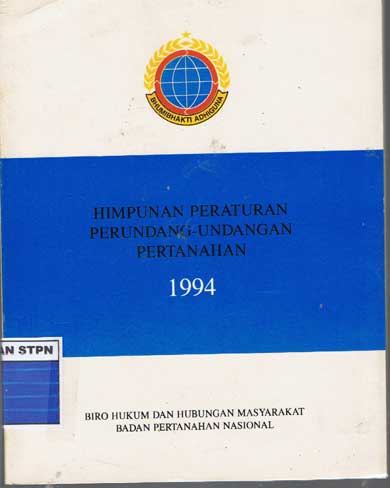 BHUMIBHAKTI ADHIGUNA
HIMPUNAN PERATURAN
PERUNDANG-UNDANGAN
PERTANAHAN
1994
AN STPN
BIRO HUKUM DAN HUBUNGAN MASYARAKAT
BADAN PERTANAHAN NASIONAL